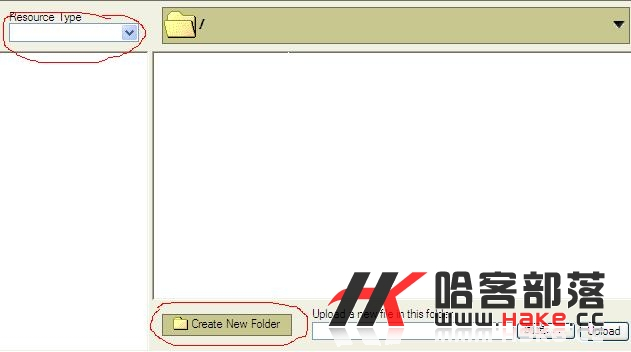 Resource Type
/
Create New Folder
Upload a new file in this folder
Upload
哈客部落
www.HAKE.cc